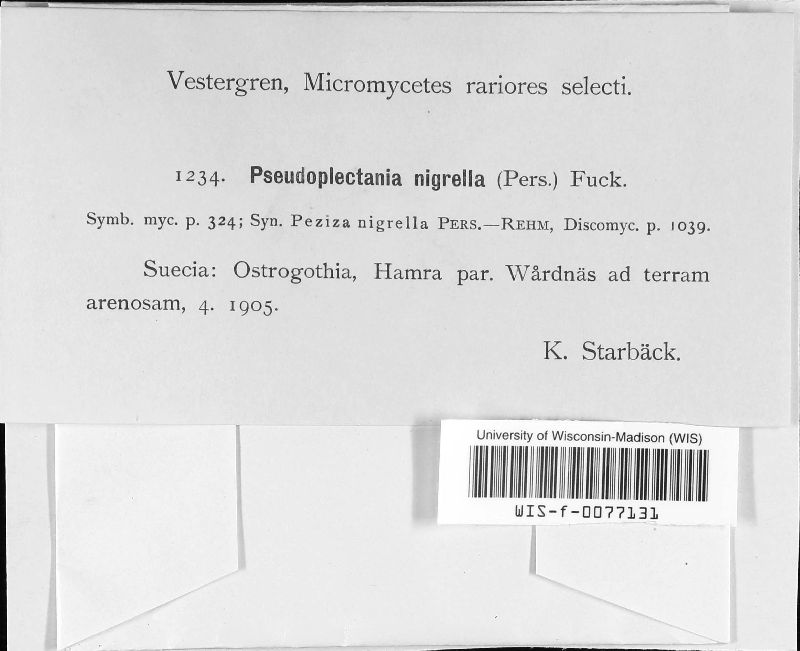 Vestergren, Micromycetes rariores selecti.
1234. Pseudoplectania nigrella (Pers.) Fuck.
Symb. myc. p. 324; Syn. Peziza nigrella PERS.—REHM, Discomyc. p. 1039.
Suecia: Ostrogothia, Hamra par. Wårdnäs ad terram
arenosam, 4. 1905.
K. Starbäck.
University of Wisconsin-Madison (WIS)
WIS-f-0077131